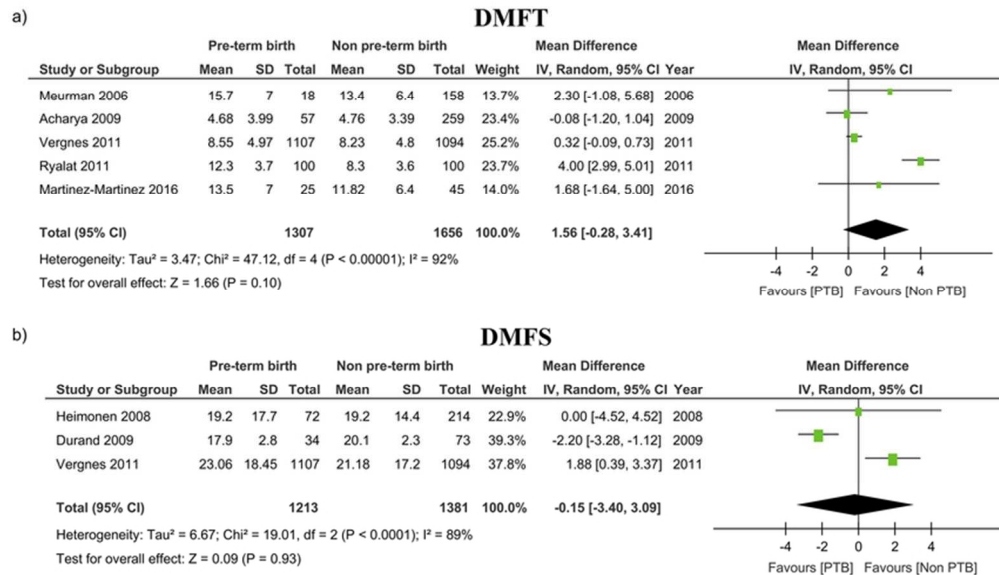 a) DMFT
Pre-term birth Non pre-term birth Mean Difference Mean Difference
Study or Subgroup Mean SD Total Mean SD Total Weight IV, Random, 95% CI Year IV, Random, 95% CI
Meurman 2006 15.7 7 18 13.4 6.4 158 13.7% 2.30 [-1.08, 5.68] 2006
Acharya 2009 4.68 3.99 57 4.76 3.39 259 23.4% -0.08 [-1.20, 1.04] 2009
Vergnes 2011 8.55 4.97 1107 8.23 4.8 1094 25.2% 0.32 [-0.09, 0.73] 2011
Ryalat 2011 12.3 3.7 100 8.3 3.6 100 23.7% 4.00 [2.99, 5.01] 2011
Martinez-Martinez 2016 13.5 7 25 11.82 6.4 45 14.0% 1.68 [-1.64, 5.00] 2016
Total (95% CI) 1307 1656 100.0% 1.56 [-0.28, 3.41]
Heterogeneity: Tau² = 3.47; Chi² = 47.12, df = 4 (P < 0.00001); I² = 92%
Test for overall effect: Z = 1.66 (P = 0.10)
-4 -2 0 2 4
Favours [PTB] Favours [Non PTB]
b) DMFS
Pre-term birth Non pre-term birth Mean Difference Mean Difference
Study or Subgroup Mean SD Total Mean SD Total Weight IV, Random, 95% CI Year IV, Random, 95% CI
Heimonen 2008 19.2 17.7 72 19.2 14.4 214 22.9% 0.00 [-4.52, 4.52] 2008
Durand 2009 17.9 2.8 34 20.1 2.3 73 39.3% -2.20 [-3.28, -1.12] 2009
Vergnes 2011 23.06 18.45 1107 21.18 17.2 1094 37.8% 1.88 [0.39, 3.37] 2011
Total (95% CI) 1213 1381 100.0% -0.15 [-3.40, 3.09]
Heterogeneity: Tau² = 6.67; Chi² = 19.01, df = 2 (P < 0.0001); I² = 89%
Test for overall effect: Z = 0.09 (P = 0.93)
-4 -2 0 2 4
Favours [PTB] Favours [Non PTB]